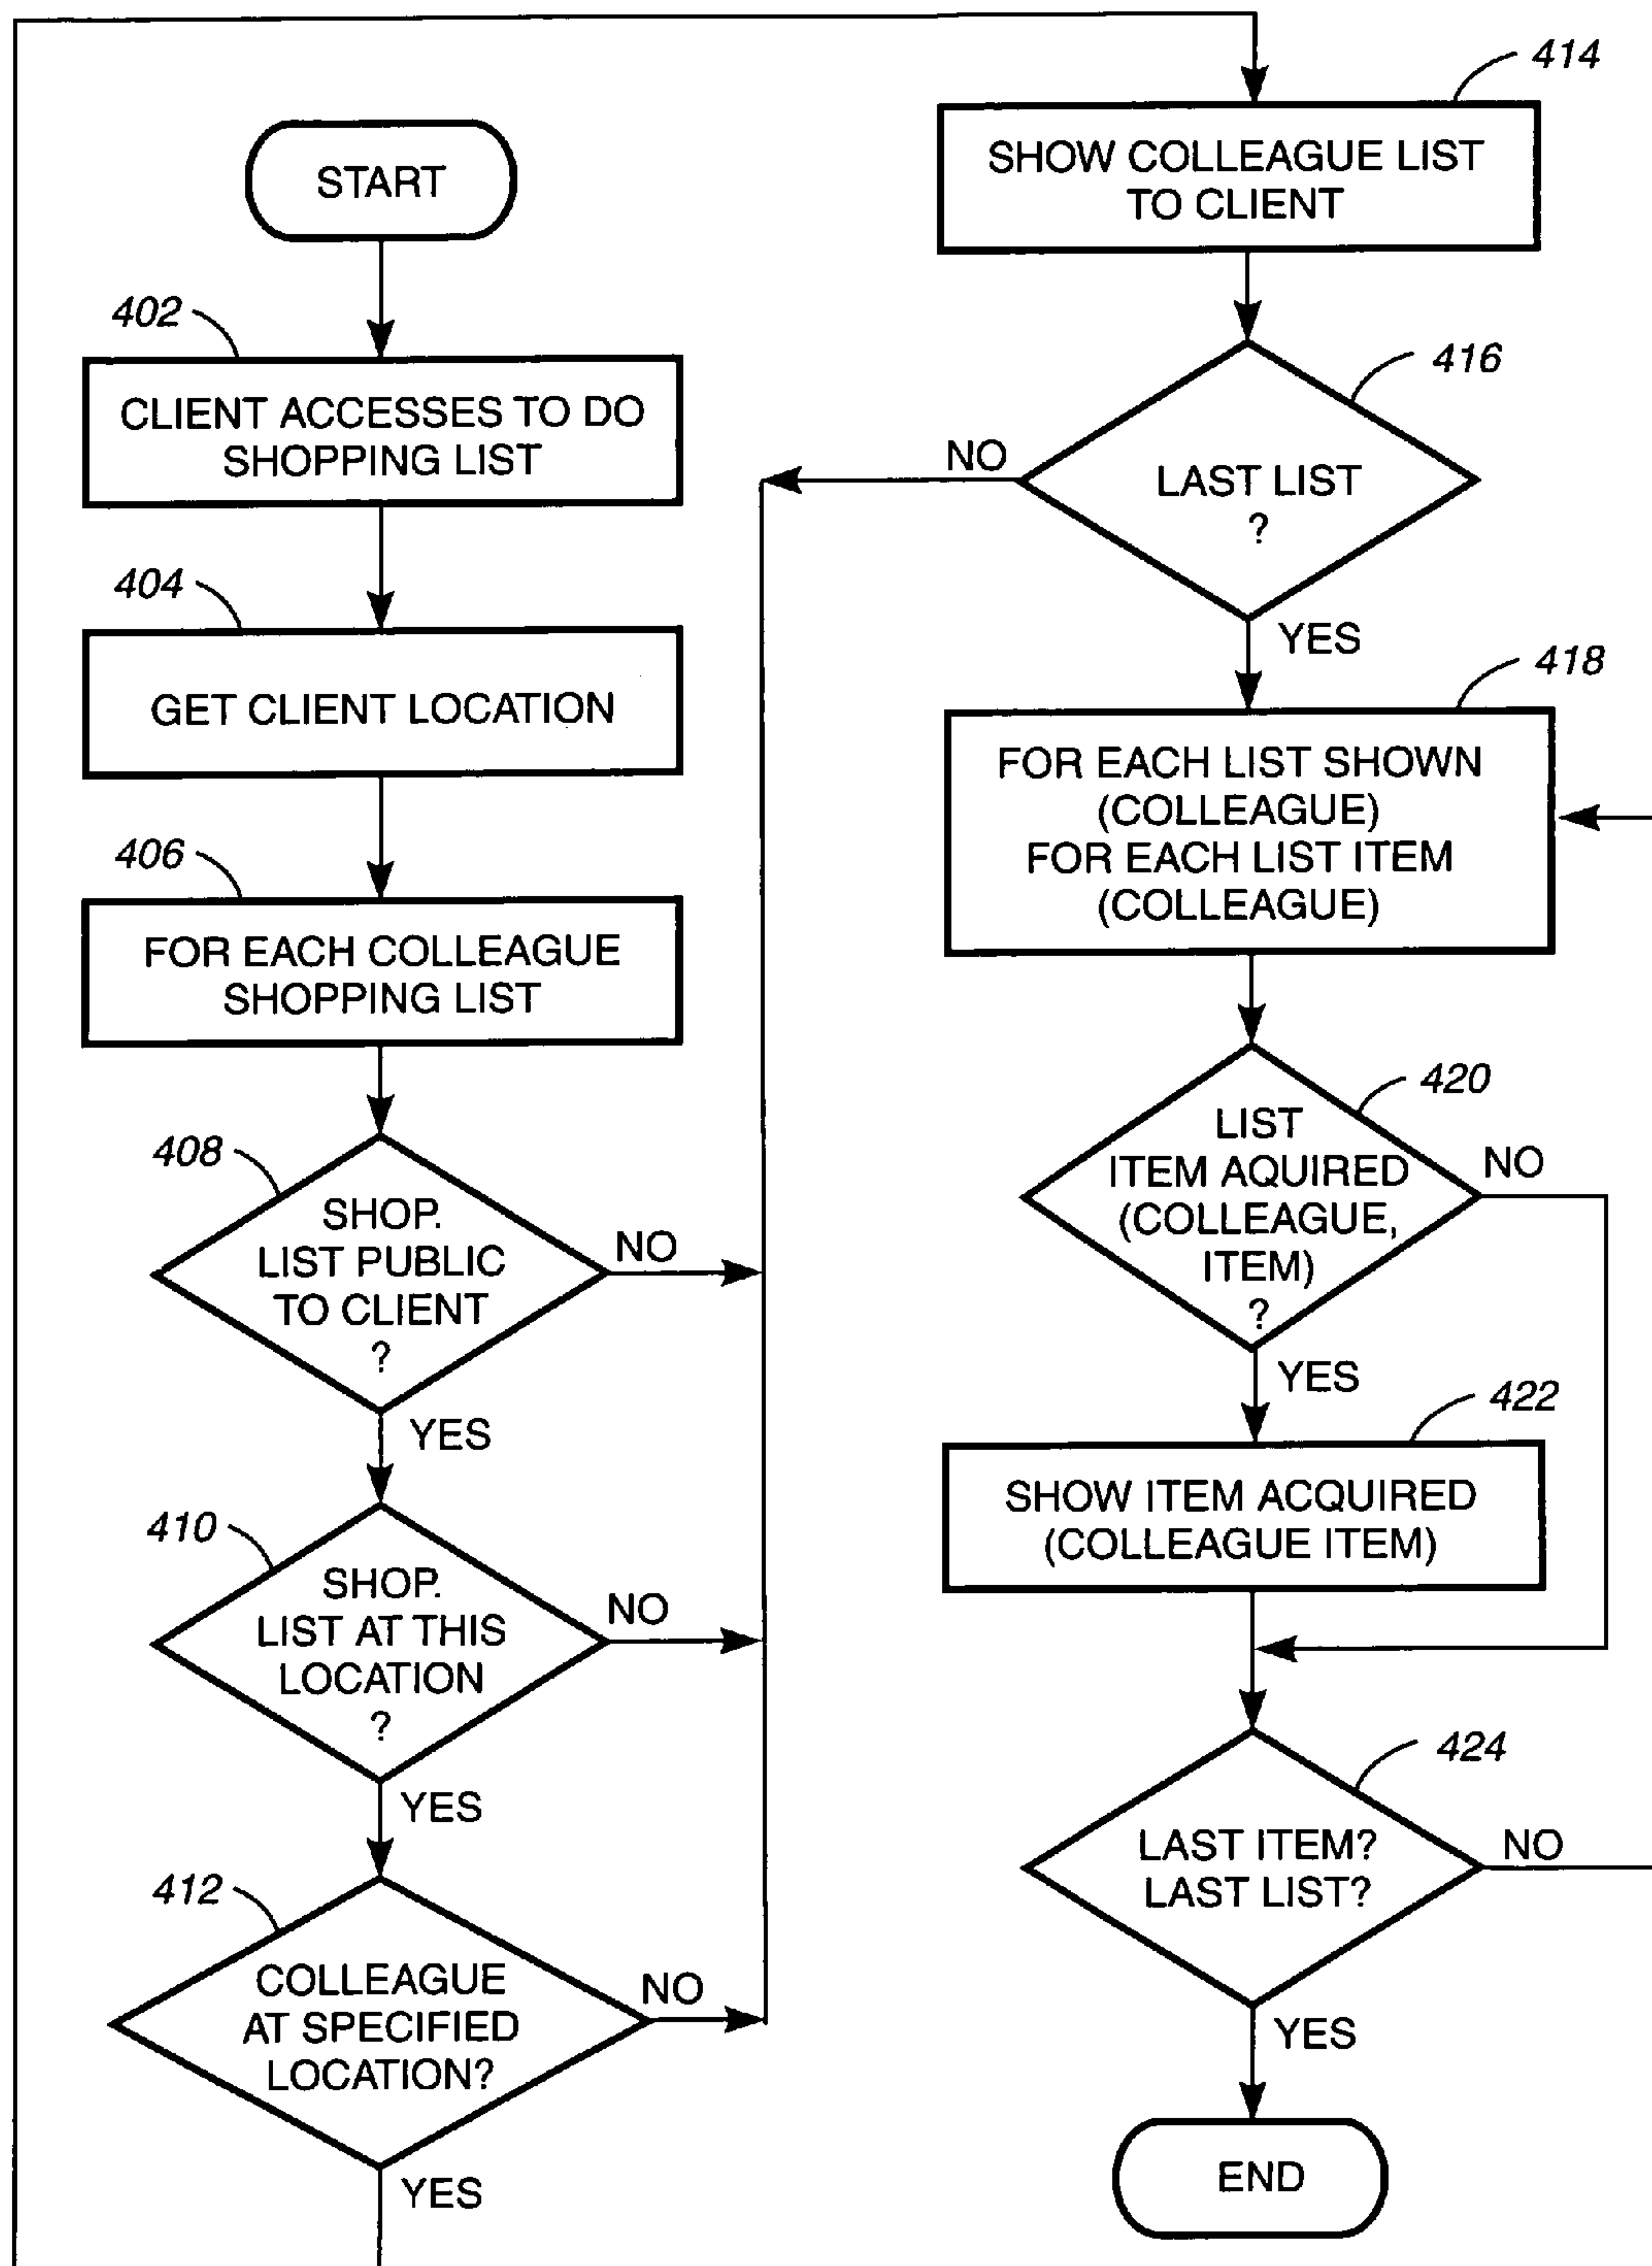 START
402
CLIENT ACCESSES TO DO
SHOPPING LIST
404
GET CLIENT LOCATION
406
FOR EACH COLLEAGUE
SHOPPING LIST
408
SHOP.
LIST PUBLIC
TO CLIENT
?
NO
YES
410
SHOP.
LIST AT THIS
LOCATION
?
NO
YES
412
COLLEAGUE
AT SPECIFIED
LOCATION?
NO
YES
414
SHOW COLLEAGUE LIST
TO CLIENT
416
LAST LIST
?
NO
YES
418
FOR EACH LIST SHOWN
(COLLEAGUE)
FOR EACH LIST ITEM
(COLLEAGUE)
420
LIST
ITEM AQUIRED
(COLLEAGUE,
ITEM)
?
NO
YES
422
SHOW ITEM ACQUIRED
(COLLEAGUE ITEM)
424
LAST ITEM?
LAST LIST?
NO
YES
END